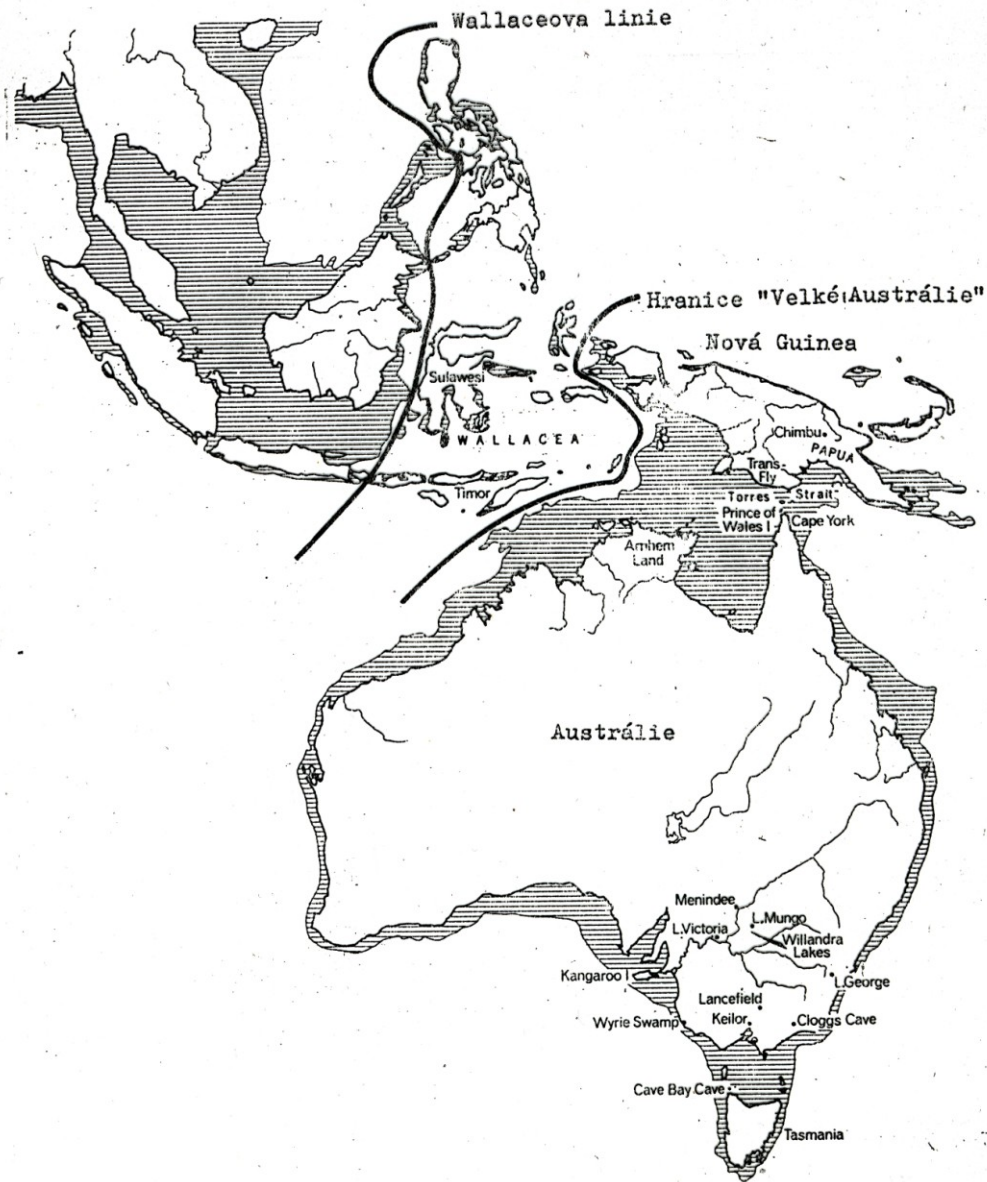 Wallaceova linie
Hranice "Velké Austrálie"
Nová Guinea
Sulawesi
WALLACEA
Chimbu
PAPUA
Trans-
Fly
Timor
Torres Strait
Prince of
Wales I
Cape York
Arnhem
Land
Austrálie
Menindee
L.Mungo
L.Victoria
Willandra
Lakes
Kangaroo I
L.George
Lancefield
Wyrie Swamp
Keilor
Cloggs Cave
Cave Bay Cave
Tasmania